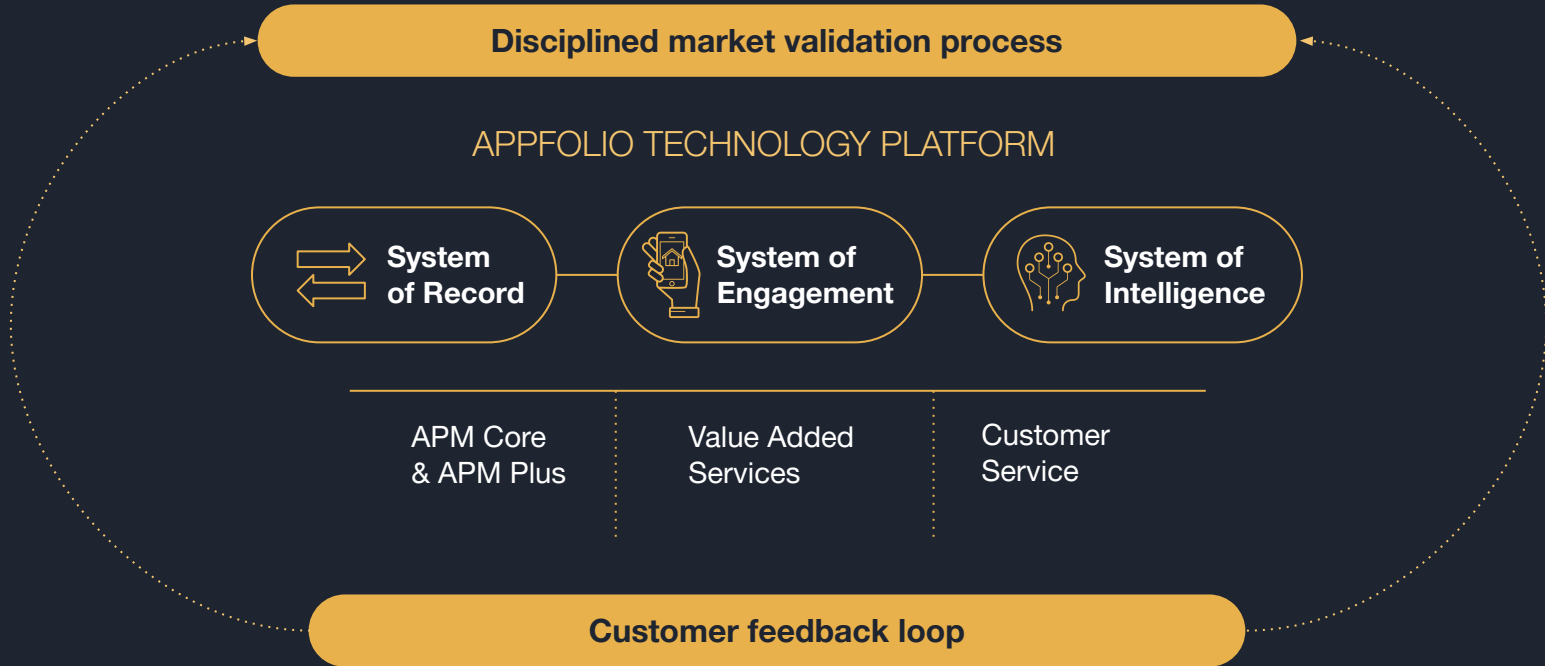 Disciplined market validation process
APPFOLIO TECHNOLOGY PLATFORM
System
of Record
System of
Engagement
System of
Intelligence
APM Core
& APM Plus
Value Added
Services
Customer
Service
Customer feedback loop